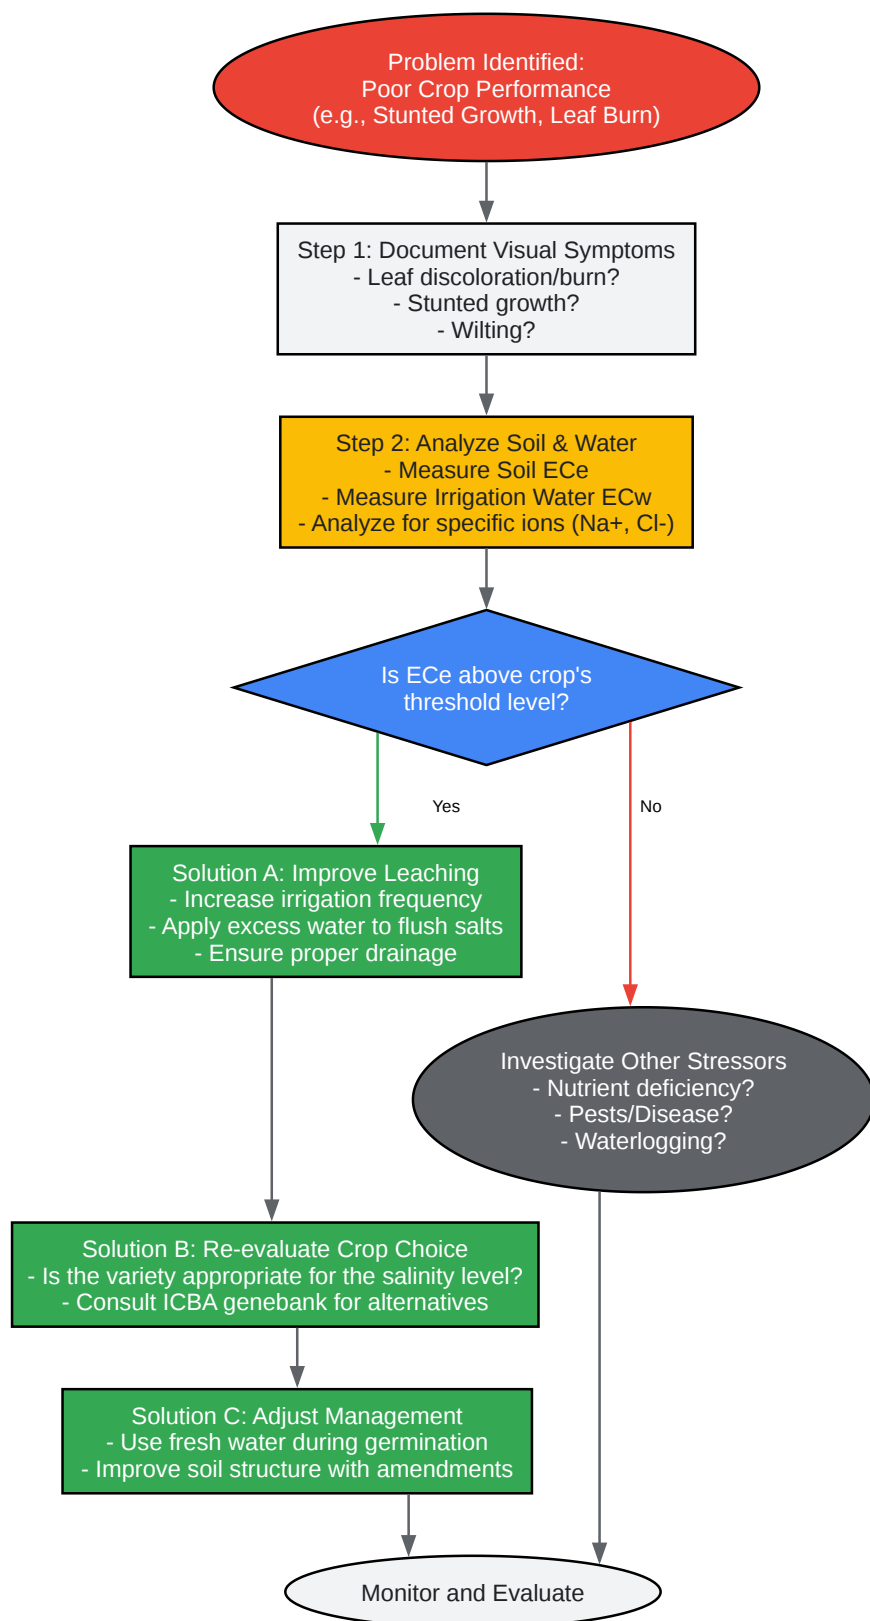 Problem Identified:
Poor Crop Performance
(e.g., Stunted Growth, Leaf Burn)
Step 1: Document Visual Symptoms
- Leaf discoloration/burn?
- Stunted growth?
- Wilting?
Step 2: Analyze Soil & Water
- Measure Soil ECe
- Measure Irrigation Water ECw
- Analyze for specific ions (Na+, Cl-)
Is ECe above crop's
threshold level?
Yes
No
Solution A: Improve Leaching
- Increase irrigation frequency
- Apply excess water to flush salts
- Ensure proper drainage
Investigate Other Stressors
- Nutrient deficiency?
- Pests/Disease?
- Waterlogging?
Solution B: Re-evaluate Crop Choice
- Is the variety appropriate for the salinity level?
- Consult ICBA genebank for alternatives
Solution C: Adjust Management
- Use fresh water during germination
- Improve soil structure with amendments
Monitor and Evaluate